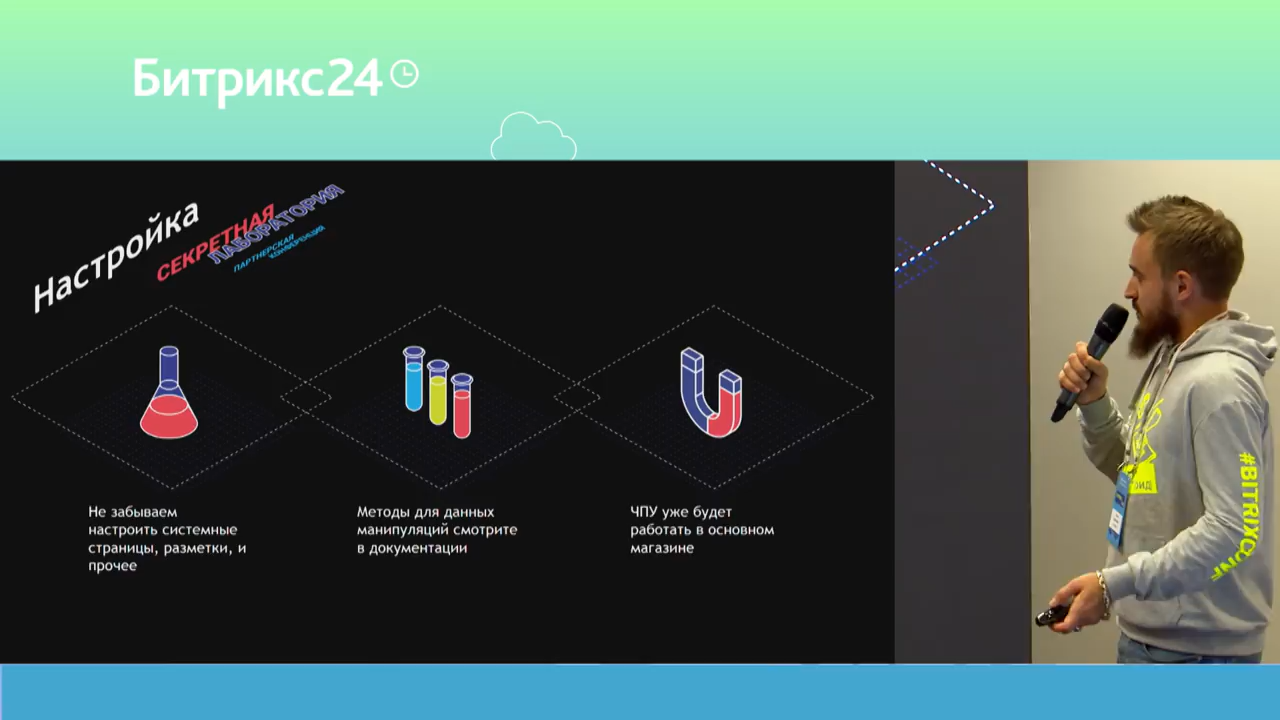 Битрикс24
Настройка
СЕКРЕТНАЯ
ЛАБОРАТОРИЯ
ПАРТНЕРСКАЯ
КОНФЕРЕНЦИЯ
Не забываем
настроить системные
страницы, разметки, и
прочее
Методы для данных
манипуляций смотрите
в документации
ЧПУ уже будет
работать в основном
магазине
#BITRIXCONF